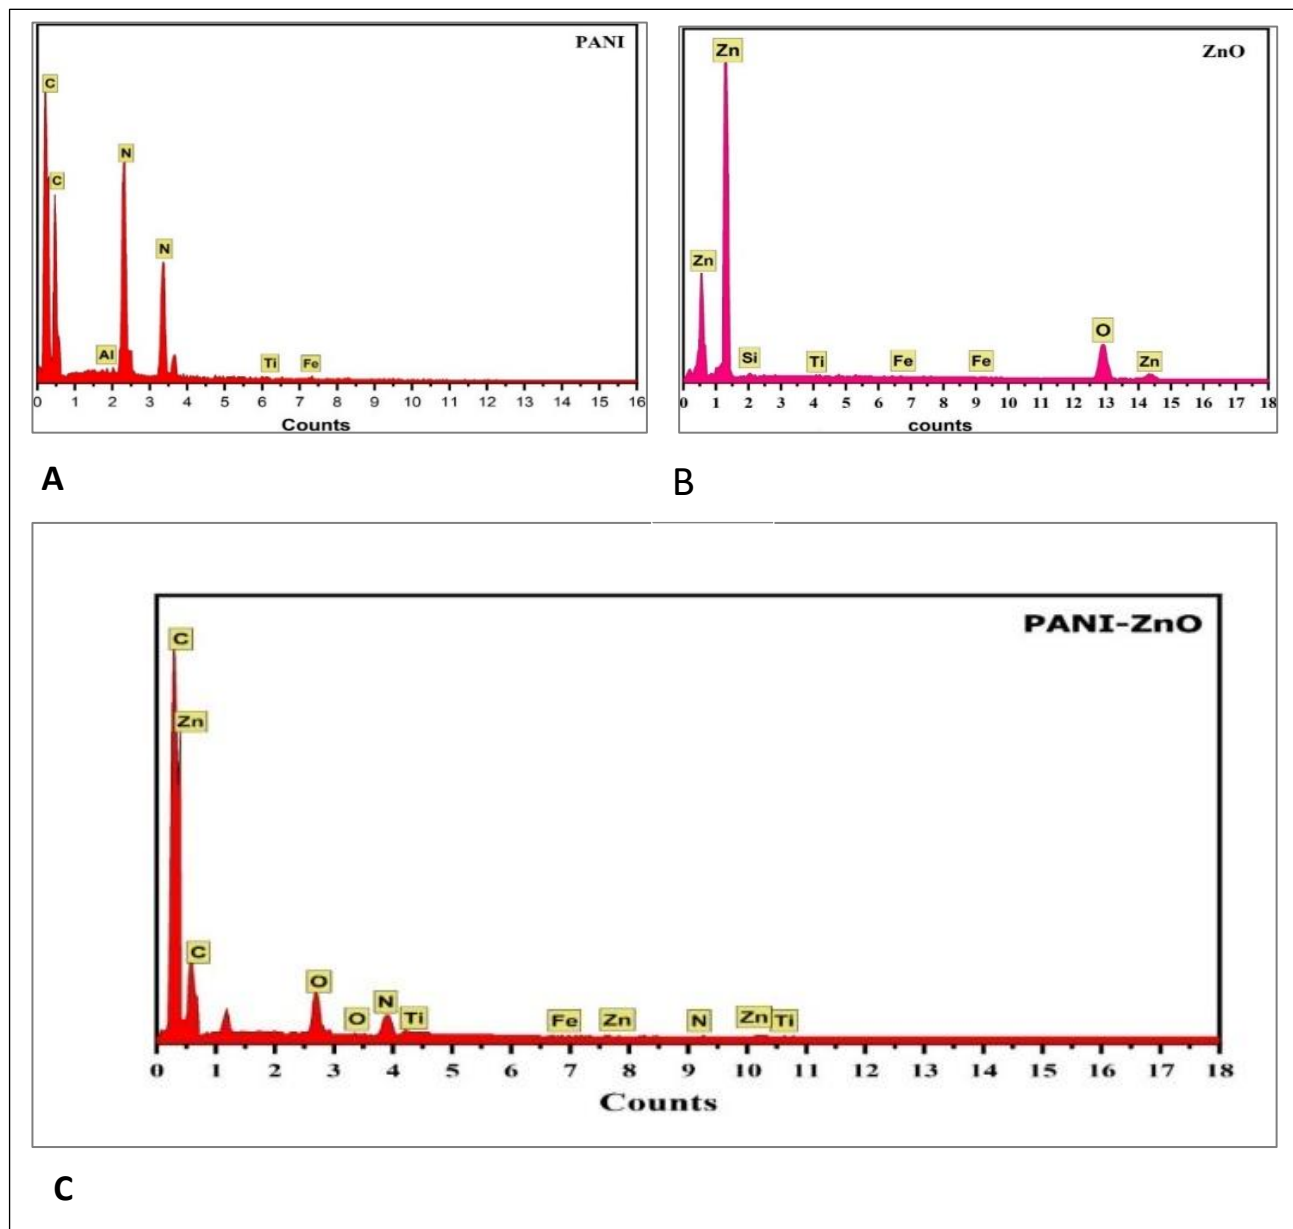 PANI
C
C
N
N
Al
Ti
Fe
0 1 2 3 4 5 6 7 8 9 10 11 12 13 14 15 16
Counts
A
ZnO
Zn
Zn
Si
Ti
Fe
Fe
O
Zn
0 1 2 3 4 5 6 7 8 9 10 11 12 13 14 15 16 17 18
counts
B
PANI-ZnO
C
Zn
C
O
O
N
Ti
Fe
Zn
N
Zn
Ti
0 1 2 3 4 5 6 7 8 9 10 11 12 13 14 15 16 17 18
Counts
C